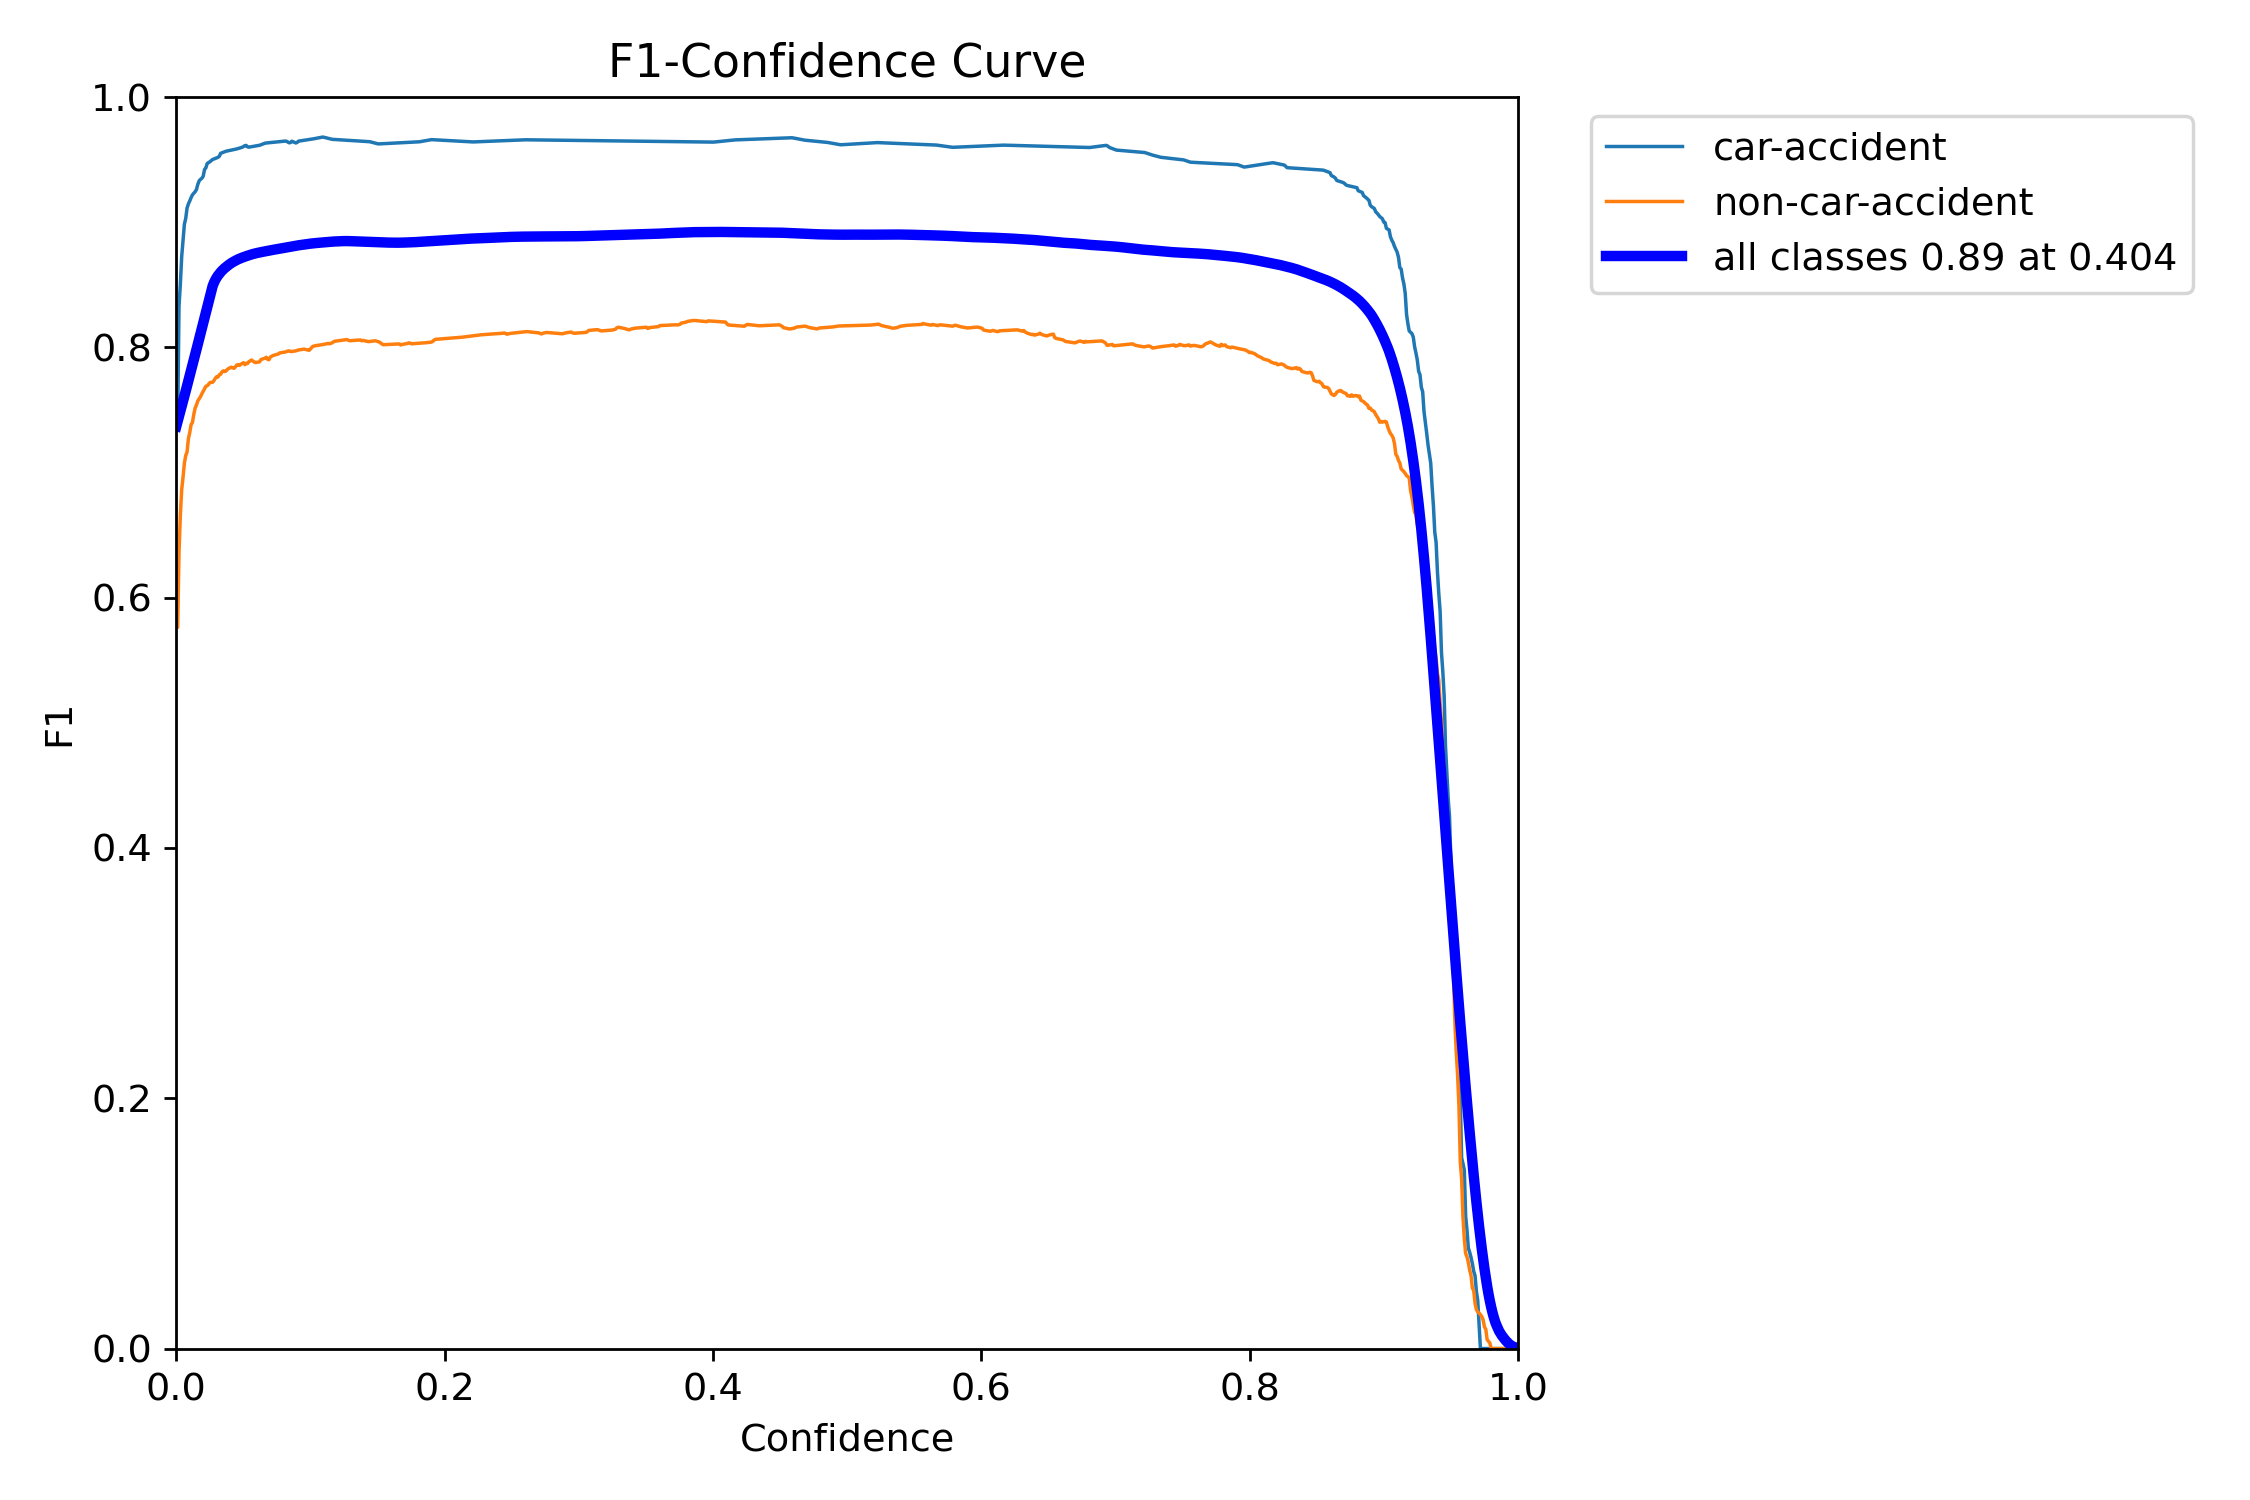 F1-Confidence Curve
1.0
0.8
0.6
0.4
0.2
0.0
F1
0.0 0.2 0.4 0.6 0.8 1.0
Confidence
car-accident
non-car-accident
all classes 0.89 at 0.404